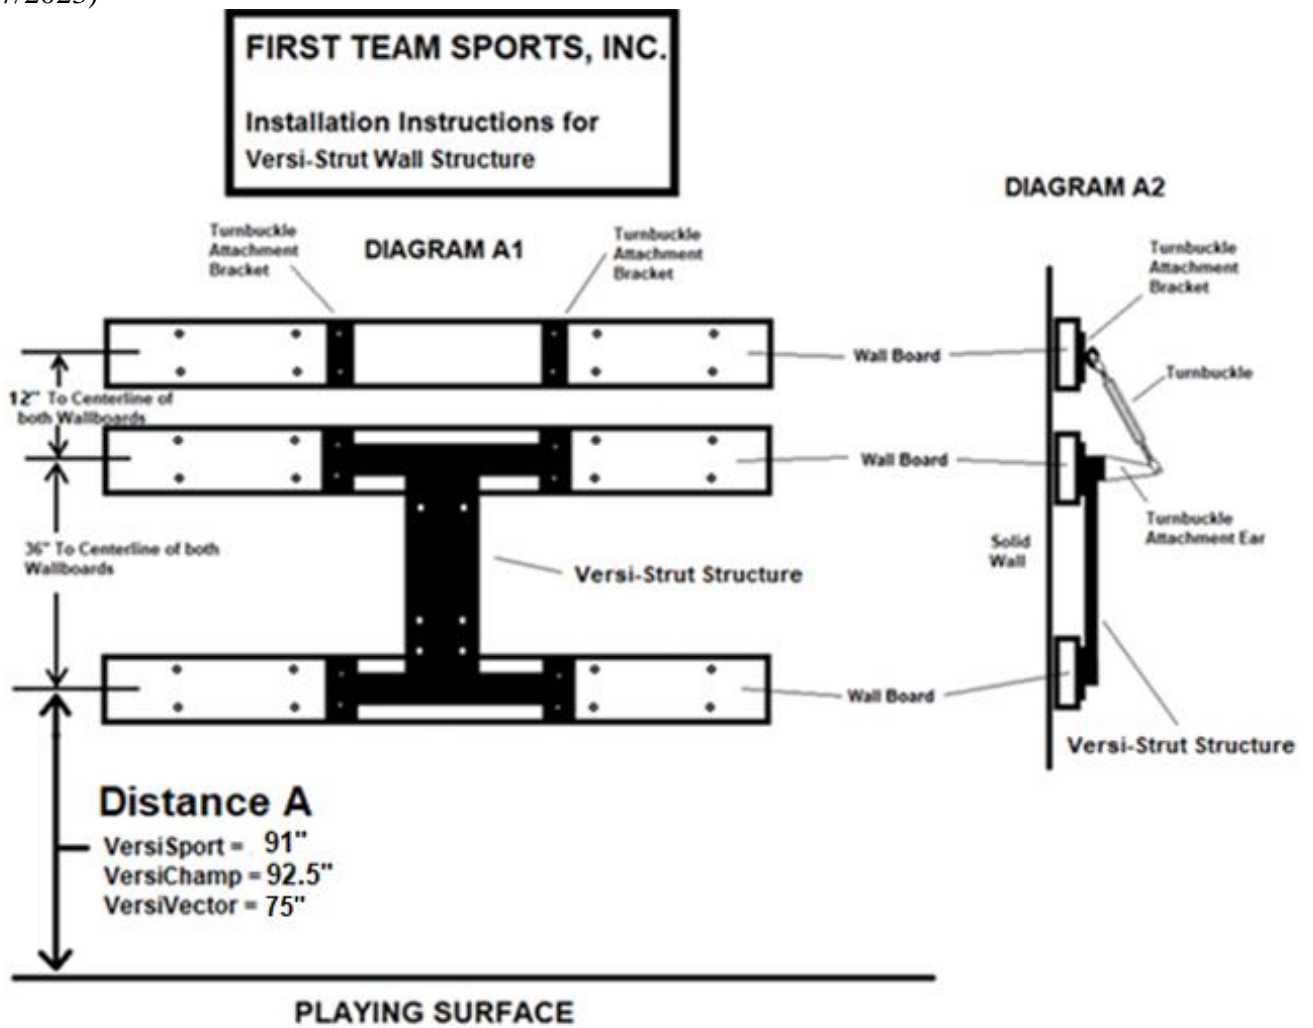 FIRST TEAM SPORTS, INC.
Installation Instructions for
Versi-Strut Wall Structure
DIAGRAM A2
Turnbuckle
Attachment
Bracket
DIAGRAM A1
Turnbuckle
Attachment
Bracket
Turnbuckle
Attachment
Bracket
Wall Board
Turnbuckle
12" To Centerline of
both Wallboards
Wall Board
Turnbuckle
Attachment Ear
36" To Centerline of both
Wallboards
Solid
Wall
Versi-Strut Structure
Wall Board
Versi-Strut Structure
Distance A
VersiSport = 91"
VersiChamp = 92.5"
VersiVector = 75"
PLAYING SURFACE